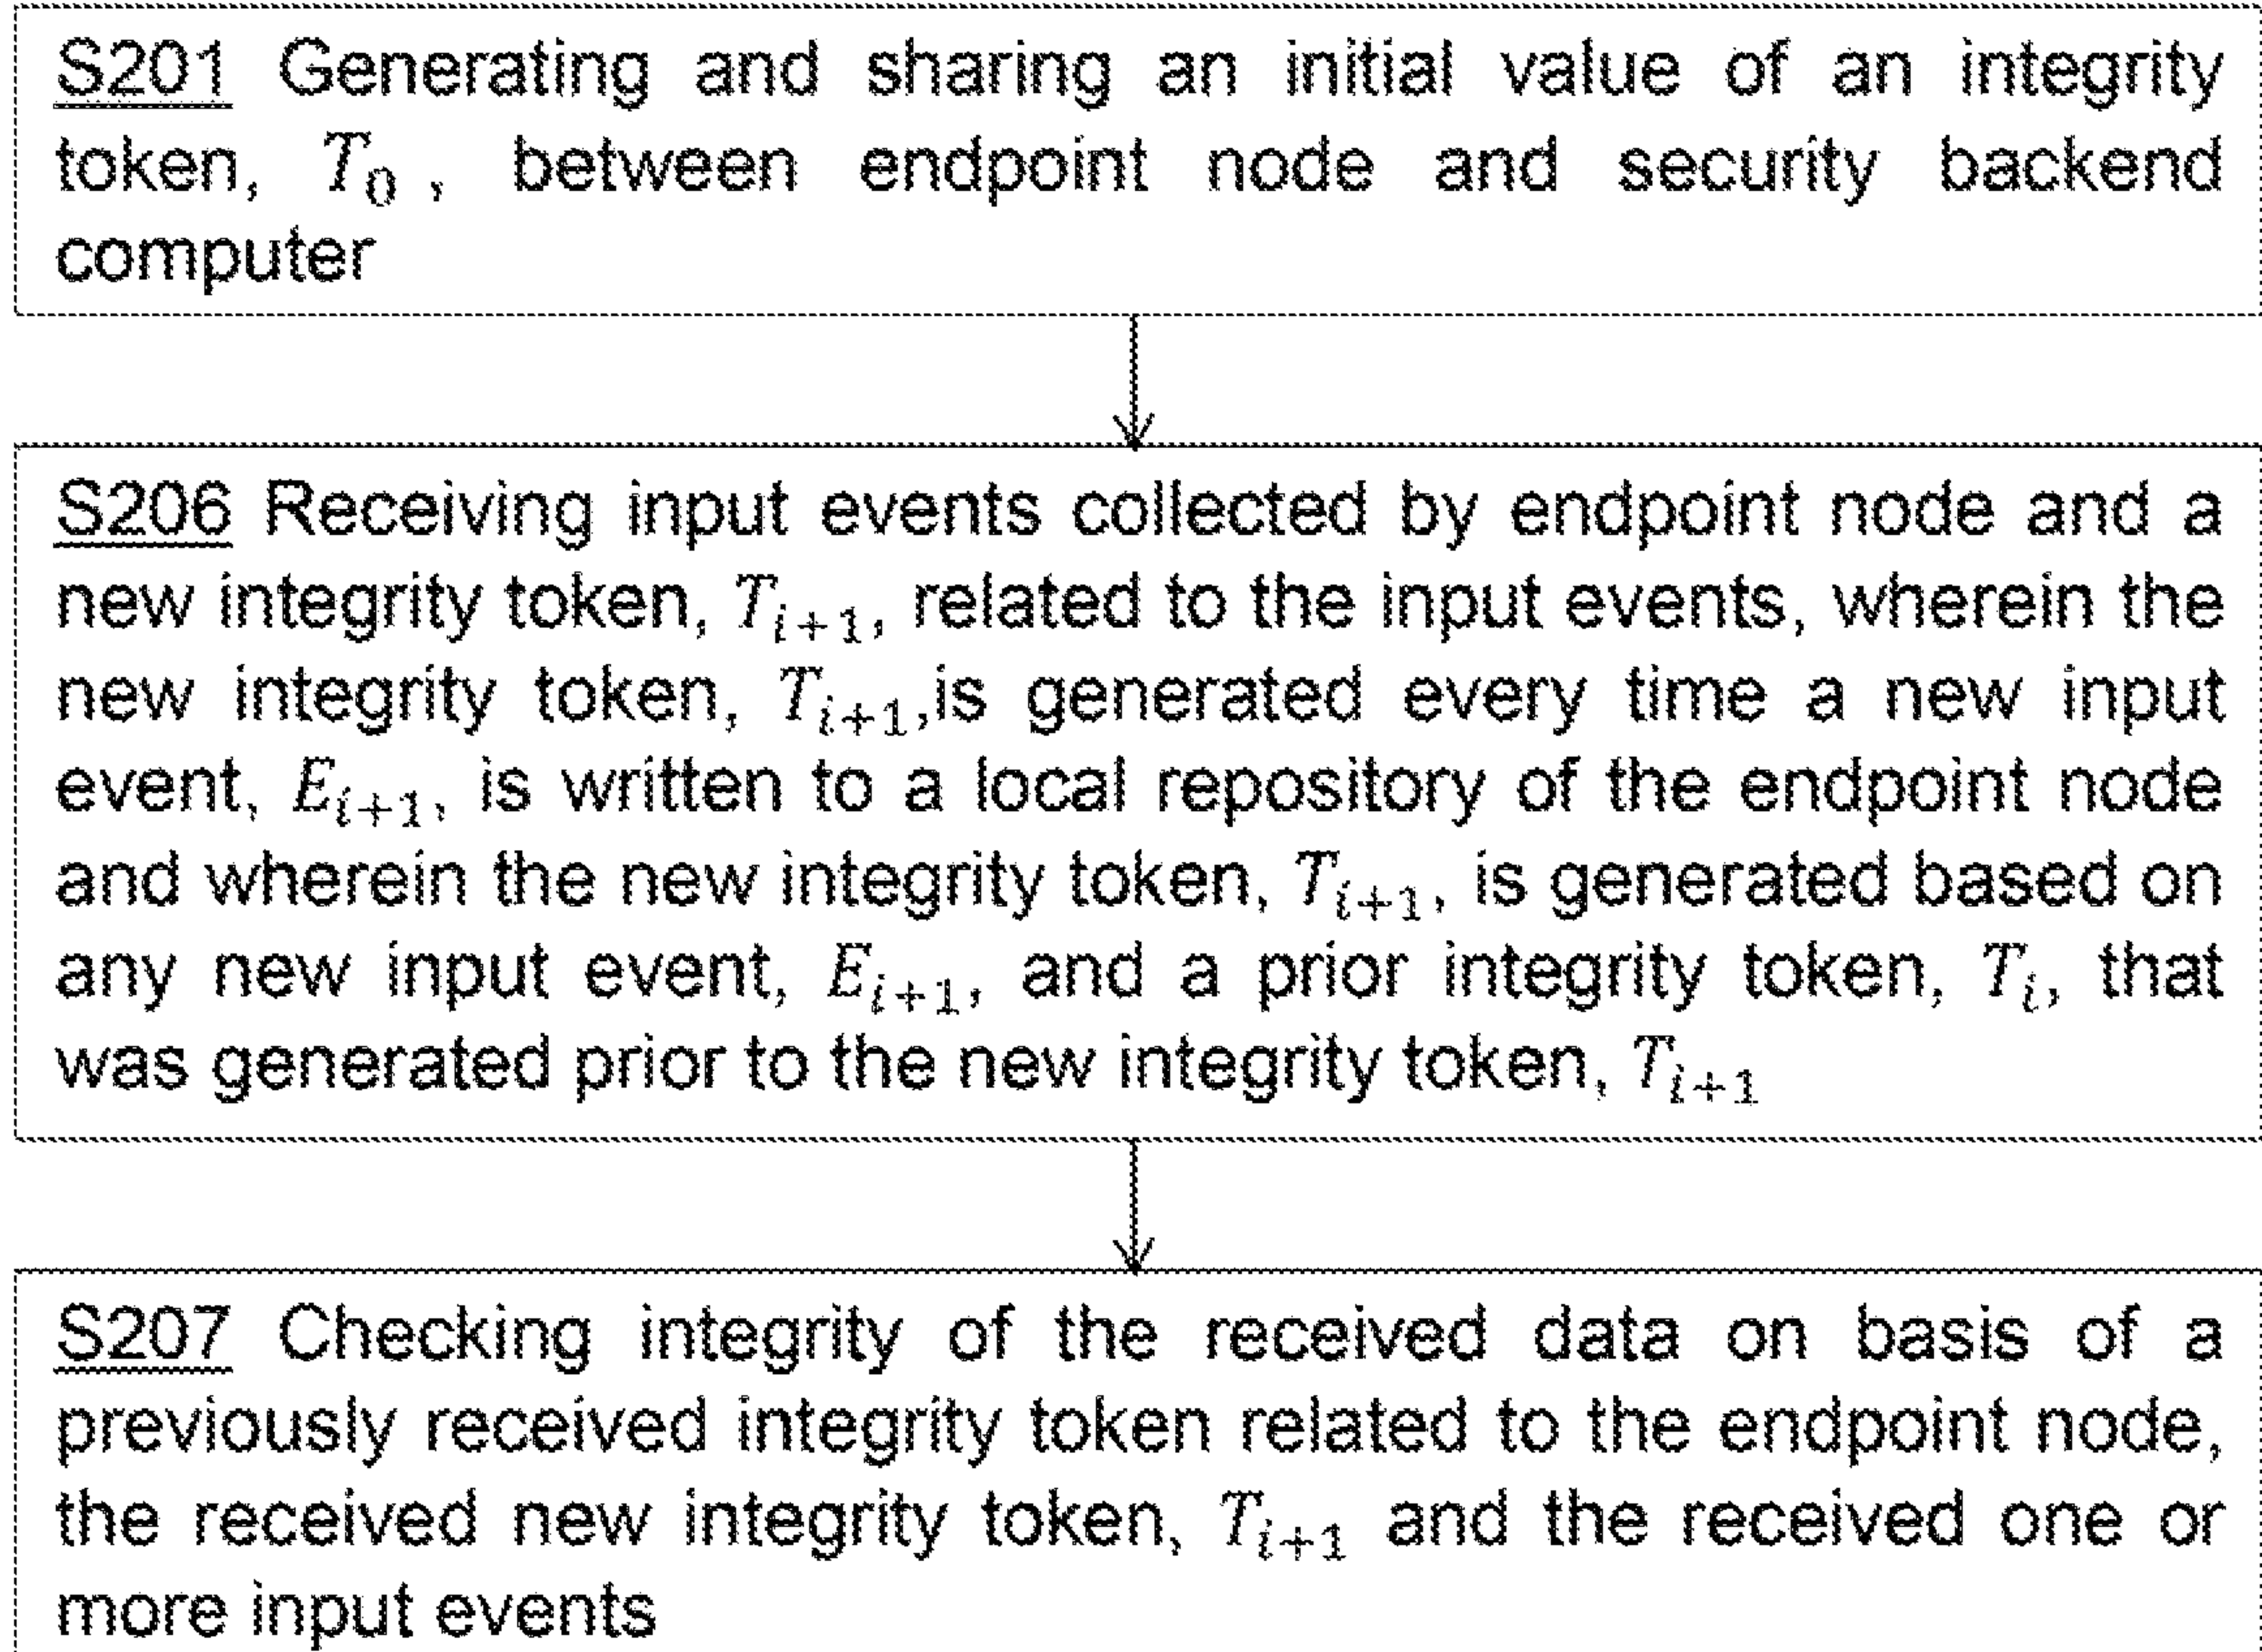 S201 Generating and sharing an initial value of an integrity
token, T₀ , between endpoint node and security backend
computer
S206 Receiving input events collected by endpoint node and a
new integrity token, Tᵢ₊₁, related to the input events, wherein the
new integrity token, Tᵢ₊₁,is generated every time a new input
event, Eᵢ₊₁, is written to a local repository of the endpoint node
and wherein the new integrity token, Tᵢ₊₁, is generated based on
any new input event, Eᵢ₊₁, and a prior integrity token, Tᵢ, that
was generated prior to the new integrity token, Tᵢ₊₁
S207 Checking integrity of the received data on basis of a
previously received integrity token related to the endpoint node,
the received new integrity token, Tᵢ₊₁ and the received one or
more input events